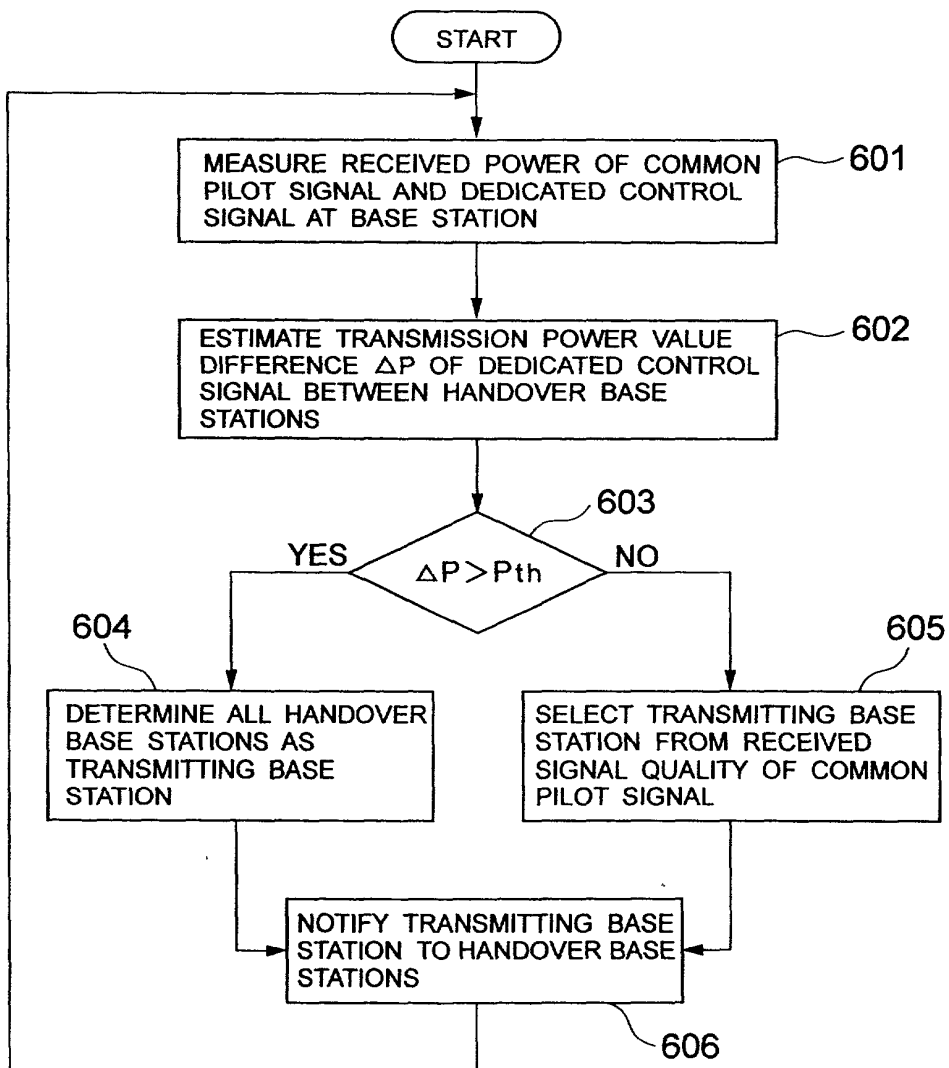 START
MEASURE RECEIVED POWER OF COMMON
PILOT SIGNAL AND DEDICATED CONTROL
SIGNAL AT BASE STATION
601
ESTIMATE TRANSMISSION POWER VALUE
DIFFERENCE △P OF DEDICATED CONTROL
SIGNAL BETWEEN HANDOVER BASE
STATIONS
602
603
YES
△P>Pth
NO
604
DETERMINE ALL HANDOVER
BASE STATIONS AS
TRANSMITTING BASE
STATION
605
SELECT TRANSMITTING BASE
STATION FROM RECEIVED
SIGNAL QUALITY OF COMMON
PILOT SIGNAL
NOTIFY TRANSMITTING BASE
STATION TO HANDOVER BASE
STATIONS
606